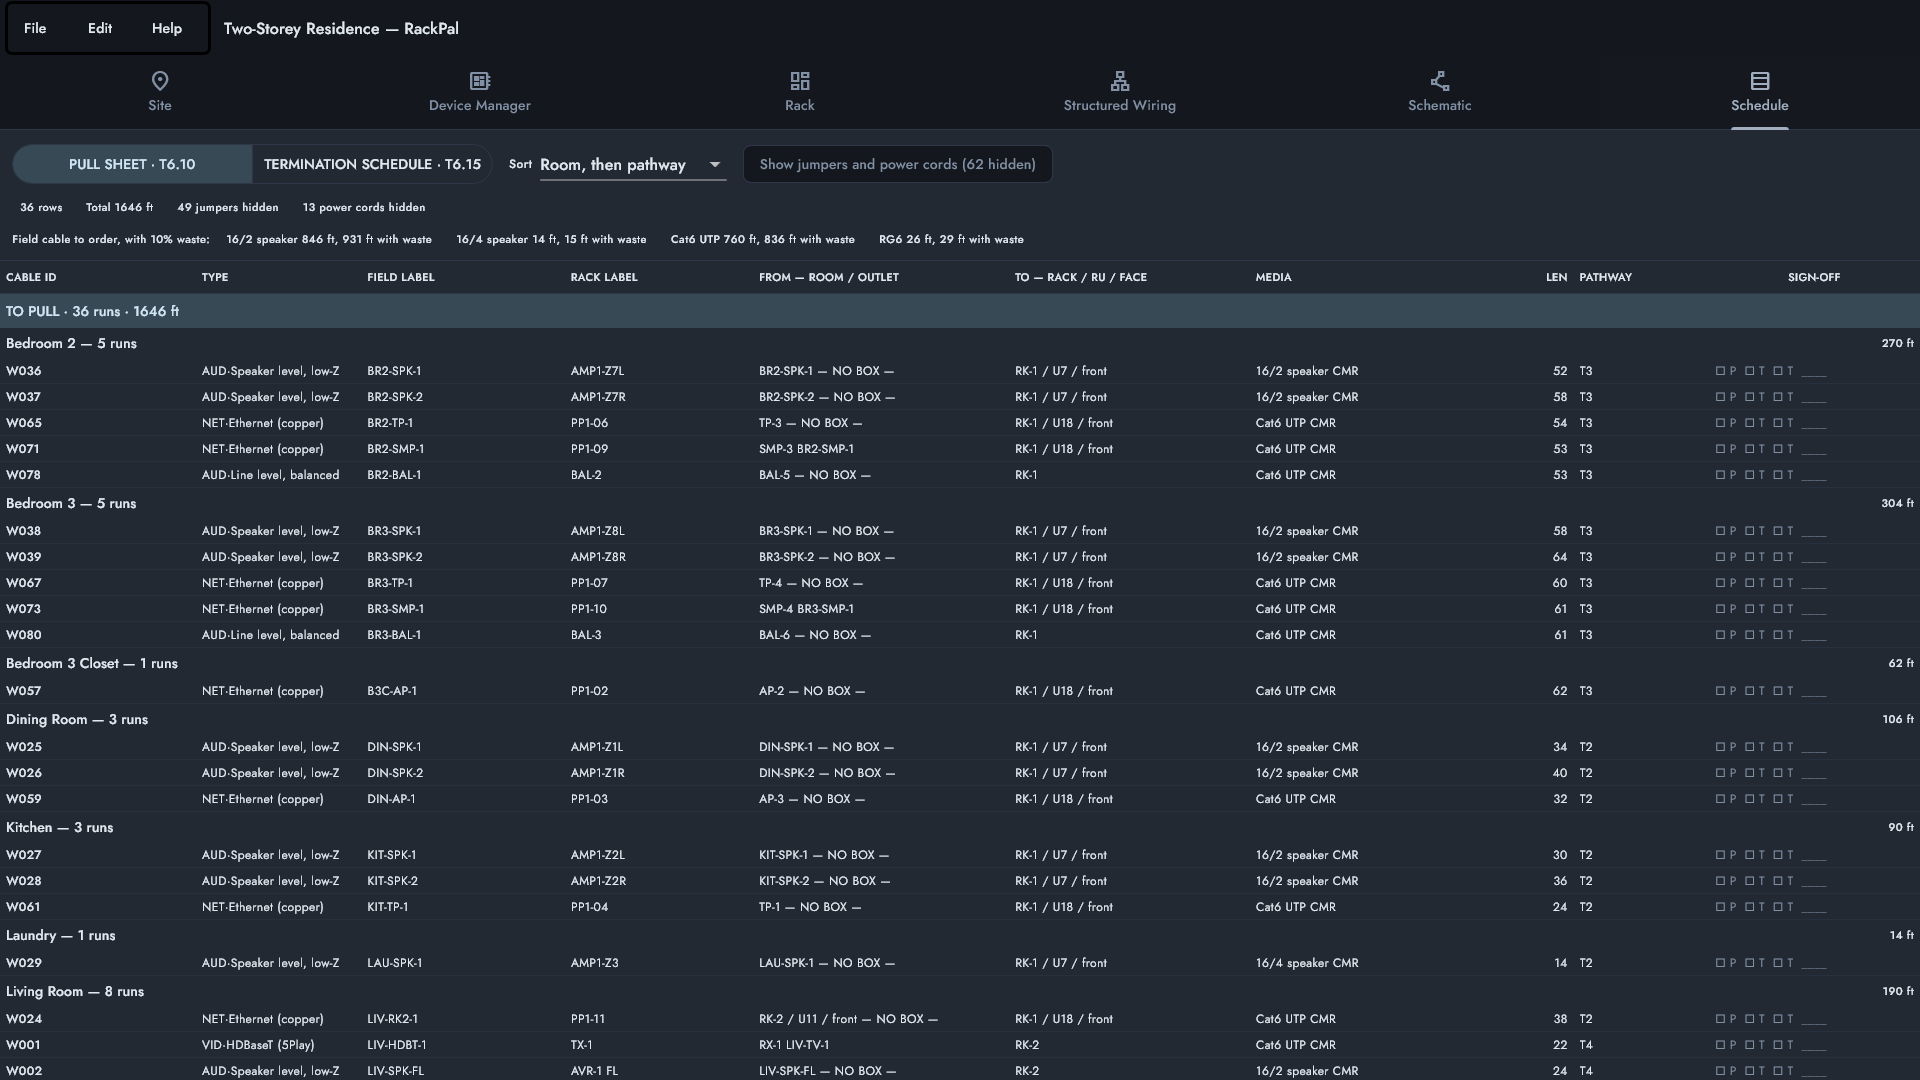 File Edit Help Two-Storey Residence — RackPal
Site Device Manager Rack Structured Wiring Schematic Schedule
PULL SHEET · T6.10 TERMINATION SCHEDULE · T6.15 Sort Room, then pathway Show jumpers and power cords (62 hidden)
36 rows Total 1646 ft 49 jumpers hidden 13 power cords hidden
Field cable to order, with 10% waste: 16/2 speaker 846 ft, 931 ft with waste 16/4 speaker 14 ft, 15 ft with waste Cat6 UTP 760 ft, 836 ft with waste RG6 26 ft, 29 ft with waste
CABLE ID TYPE FIELD LABEL RACK LABEL FROM — ROOM / OUTLET TO — RACK / RU / FACE MEDIA LEN PATHWAY SIGN-OFF
TO PULL · 36 runs · 1646 ft
Bedroom 2 — 5 runs 270 ft
W036 AUD·Speaker level, low-Z BR2-SPK-1 AMP1-Z7L BR2-SPK-1 — NO BOX — RK-1 / U7 / front 16/2 speaker CMR 52 T3 ☐ P ☐ T ☐ T ____
W037 AUD·Speaker level, low-Z BR2-SPK-2 AMP1-Z7R BR2-SPK-2 — NO BOX — RK-1 / U7 / front 16/2 speaker CMR 58 T3 ☐ P ☐ T ☐ T ____
W065 NET·Ethernet (copper) BR2-TP-1 PP1-06 TP-3 — NO BOX — RK-1 / U18 / front Cat6 UTP CMR 54 T3 ☐ P ☐ T ☐ T ____
W071 NET·Ethernet (copper) BR2-SMP-1 PP1-09 SMP-3 BR2-SMP-1 RK-1 / U18 / front Cat6 UTP CMR 53 T3 ☐ P ☐ T ☐ T ____
W078 AUD·Line level, balanced BR2-BAL-1 BAL-2 BAL-5 — NO BOX — RK-1 Cat6 UTP CMR 53 T3 ☐ P ☐ T ☐ T ____
Bedroom 3 — 5 runs 304 ft
W038 AUD·Speaker level, low-Z BR3-SPK-1 AMP1-Z8L BR3-SPK-1 — NO BOX — RK-1 / U7 / front 16/2 speaker CMR 58 T3 ☐ P ☐ T ☐ T ____
W039 AUD·Speaker level, low-Z BR3-SPK-2 AMP1-Z8R BR3-SPK-2 — NO BOX — RK-1 / U7 / front 16/2 speaker CMR 64 T3 ☐ P ☐ T ☐ T ____
W067 NET·Ethernet (copper) BR3-TP-1 PP1-07 TP-4 — NO BOX — RK-1 / U18 / front Cat6 UTP CMR 60 T3 ☐ P ☐ T ☐ T ____
W073 NET·Ethernet (copper) BR3-SMP-1 PP1-10 SMP-4 BR3-SMP-1 RK-1 / U18 / front Cat6 UTP CMR 61 T3 ☐ P ☐ T ☐ T ____
W080 AUD·Line level, balanced BR3-BAL-1 BAL-3 BAL-6 — NO BOX — RK-1 Cat6 UTP CMR 61 T3 ☐ P ☐ T ☐ T ____
Bedroom 3 Closet — 1 runs 62 ft
W057 NET·Ethernet (copper) B3C-AP-1 PP1-02 AP-2 — NO BOX — RK-1 / U18 / front Cat6 UTP CMR 62 T3 ☐ P ☐ T ☐ T ____
Dining Room — 3 runs 106 ft
W025 AUD·Speaker level, low-Z DIN-SPK-1 AMP1-Z1L DIN-SPK-1 — NO BOX — RK-1 / U7 / front 16/2 speaker CMR 34 T2 ☐ P ☐ T ☐ T ____
W026 AUD·Speaker level, low-Z DIN-SPK-2 AMP1-Z1R DIN-SPK-2 — NO BOX — RK-1 / U7 / front 16/2 speaker CMR 40 T2 ☐ P ☐ T ☐ T ____
W059 NET·Ethernet (copper) DIN-AP-1 PP1-03 AP-3 — NO BOX — RK-1 / U18 / front Cat6 UTP CMR 32 T2 ☐ P ☐ T ☐ T ____
Kitchen — 3 runs 90 ft
W027 AUD·Speaker level, low-Z KIT-SPK-1 AMP1-Z2L KIT-SPK-1 — NO BOX — RK-1 / U7 / front 16/2 speaker CMR 30 T2 ☐ P ☐ T ☐ T ____
W028 AUD·Speaker level, low-Z KIT-SPK-2 AMP1-Z2R KIT-SPK-2 — NO BOX — RK-1 / U7 / front 16/2 speaker CMR 36 T2 ☐ P ☐ T ☐ T ____
W061 NET·Ethernet (copper) KIT-TP-1 PP1-04 TP-1 — NO BOX — RK-1 / U18 / front Cat6 UTP CMR 24 T2 ☐ P ☐ T ☐ T ____
Laundry — 1 runs 14 ft
W029 AUD·Speaker level, low-Z LAU-SPK-1 AMP1-Z3 LAU-SPK-1 — NO BOX — RK-1 / U7 / front 16/4 speaker CMR 14 T2 ☐ P ☐ T ☐ T ____
Living Room — 8 runs 190 ft
W024 NET·Ethernet (copper) LIV-RK2-1 PP1-11 RK-2 / U11 / front — NO BOX — RK-1 / U18 / front Cat6 UTP CMR 38 T2 ☐ P ☐ T ☐ T ____
W001 VID·HDBaseT (5Play) LIV-HDBT-1 TX-1 RX-1 LIV-TV-1 RK-2 Cat6 UTP CMR 22 T4 ☐ P ☐ T ☐ T ____
W002 AUD·Speaker level, low-Z LIV-SPK-FL AVR-1 FL LIV-SPK-FL — NO BOX — RK-2 16/2 speaker CMR 24 T4 ☐ P ☐ T ☐ T ____